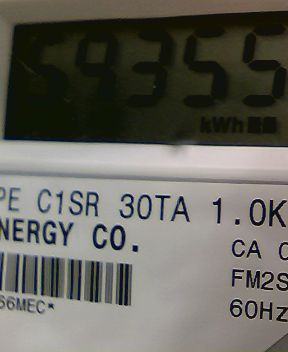 59355
kWh
PE C1SR 30TA 1.0K
NERGY CO.
CA
FM2S
66MEC*
60Hz